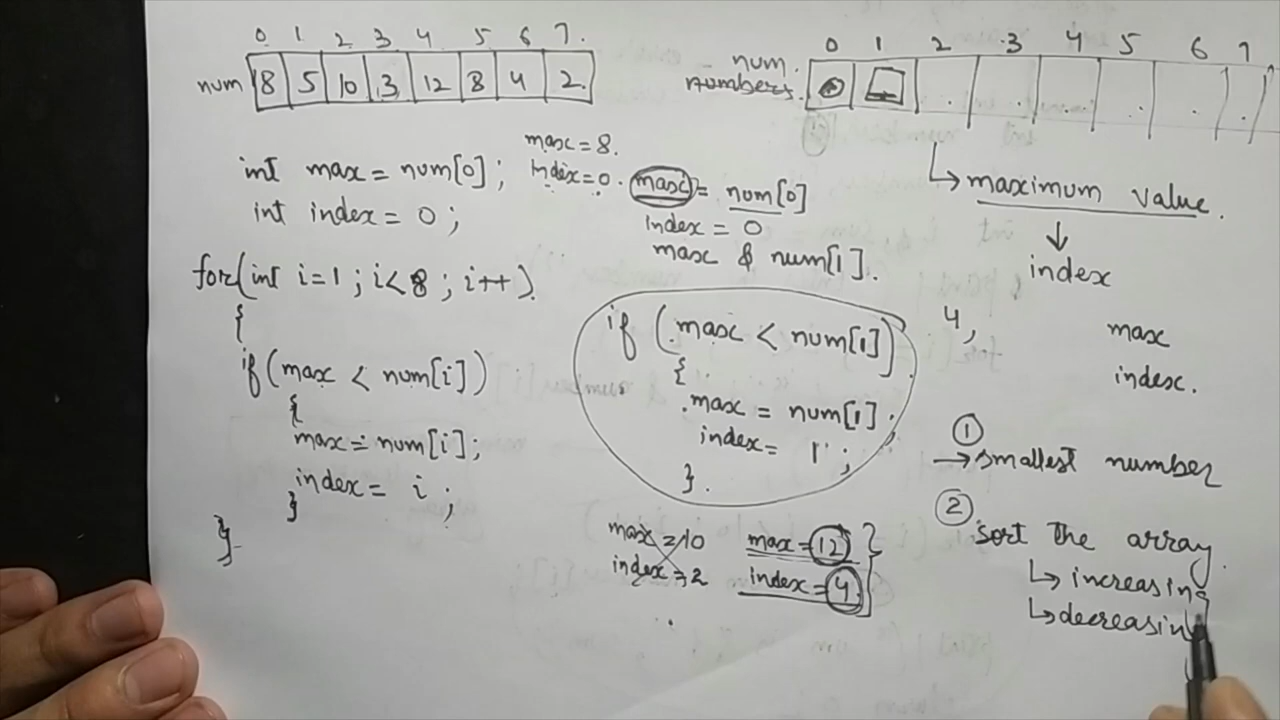 0 1 2 3 4 5 6 7.
num 8 5 10 3 12 8 4 2.
int max = num[0];
int index = 0;
for(int i=1 ; i<8 ; i++)
{
if(max < num[i])
{
max = num[i];
index = i ;
}
}
max = 8.
index = 0.
max = num[0]
index = 0
max & num[1].
if (max < num[1])
{
max = num[1] ;
index = 1 ;
}.
max = 10
index = 2
max = 12
index = 4
}
0 1 2 3 4 5 6 7
num.
numbers.
↳ maximum value.
↓
index
4,
max
index.
①
→ smallest number
②
sort the array.
↳ increasing
↳ decreasing